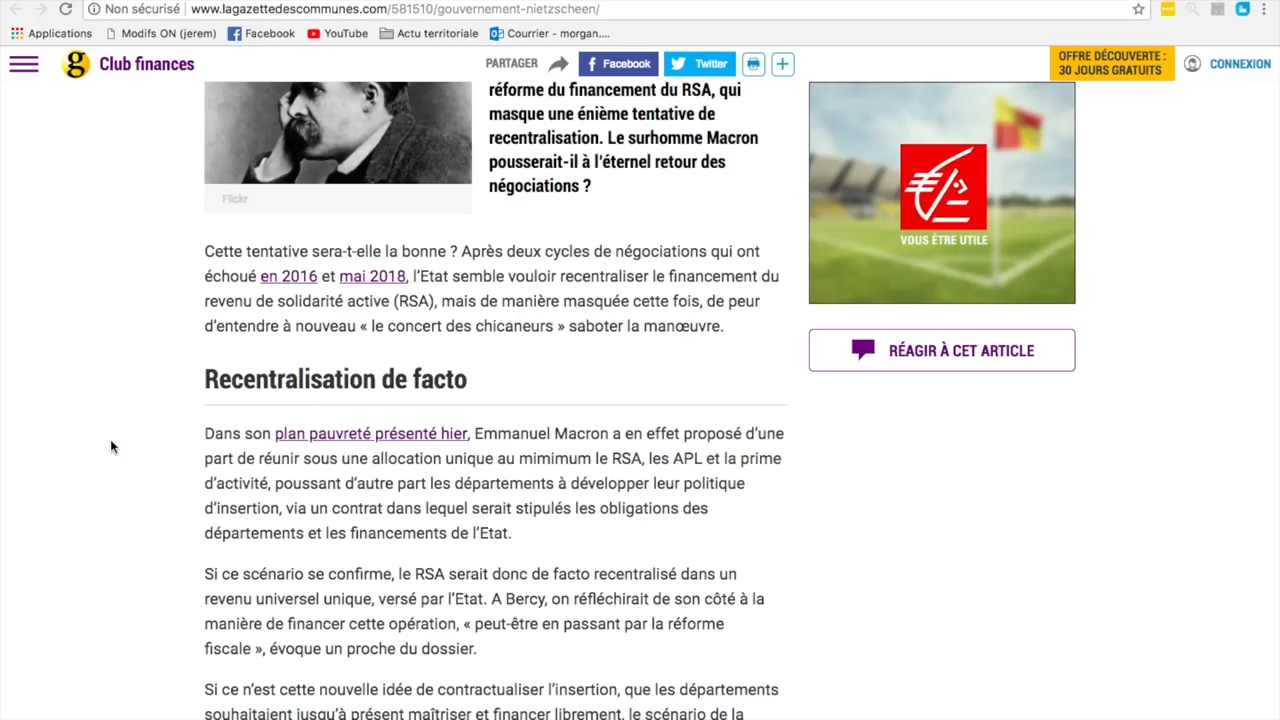 Non sécurisé | www.lagazettedescommunes.com/581510/gouvernement-nietzscheen/
Applications Modifs ON (jerem) Facebook YouTube Actu territoriale Courrier - morgan....
g Club finances
PARTAGER Facebook Twitter
OFFRE DÉCOUVERTE :
30 JOURS GRATUITS
CONNEXION
réforme du financement du RSA, qui
masque une énième tentative de
recentralisation. Le surhomme Macron
pousserait-il à l'éternel retour des
négociations ?
Flickr
VOUS ÊTRE UTILE
Cette tentative sera-t-elle la bonne ? Après deux cycles de négociations qui ont
échoué en 2016 et mai 2018, l’Etat semble vouloir recentraliser le financement du
revenu de solidarité active (RSA), mais de manière masquée cette fois, de peur
d’entendre à nouveau « le concert des chicaneurs » saboter la manœuvre.
RÉAGIR À CET ARTICLE
Recentralisation de facto
Dans son plan pauvreté présenté hier, Emmanuel Macron a en effet proposé d’une
part de réunir sous une allocation unique au mimimum le RSA, les APL et la prime
d’activité, poussant d’autre part les départements à développer leur politique
d’insertion, via un contrat dans lequel serait stipulés les obligations des
départements et les financements de l’Etat.
Si ce scénario se confirme, le RSA serait donc de facto recentralisé dans un
revenu universel unique, versé par l’Etat. A Bercy, on réfléchirait de son côté à la
manière de financer cette opération, « peut-être en passant par la réforme
fiscale », évoque un proche du dossier.
Si ce n’est cette nouvelle idée de contractualiser l’insertion, que les départements
souhaitaient jusqu’à présent maîtriser et financer librement, le scénario de la